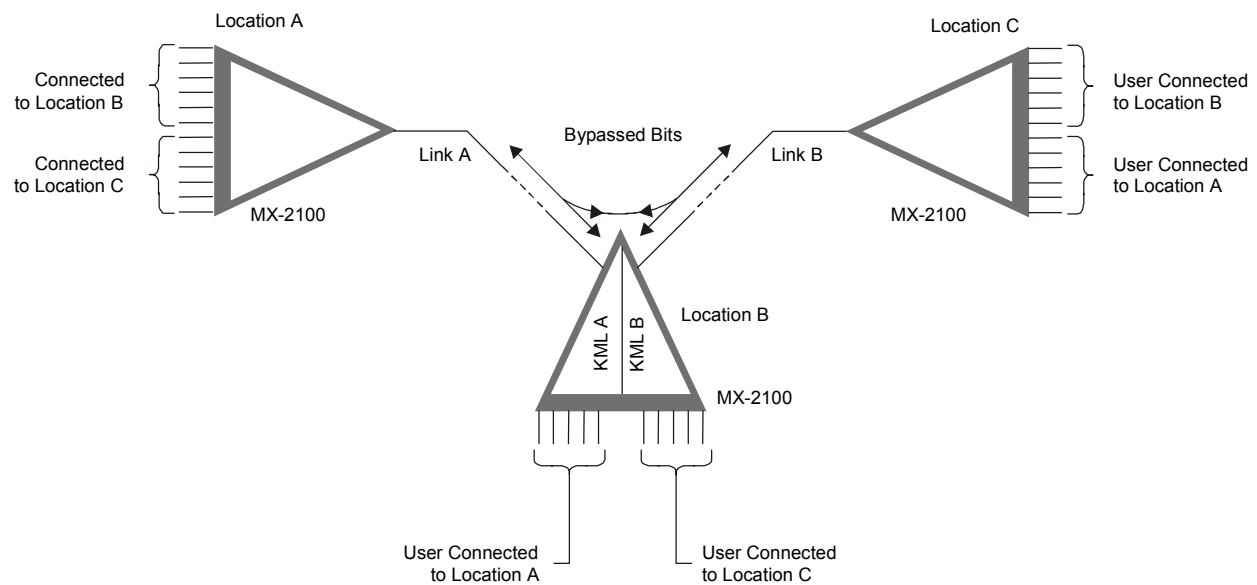 Location A
Location C
Connected
to Location B
User Connected
to Location B
Bypassed Bits
Link A
Link B
Connected
to Location C
User Connected
to Location A
MX-2100
MX-2100
KML A
KML B
Location B
MX-2100
User Connected
to Location A
User Connected
to Location C